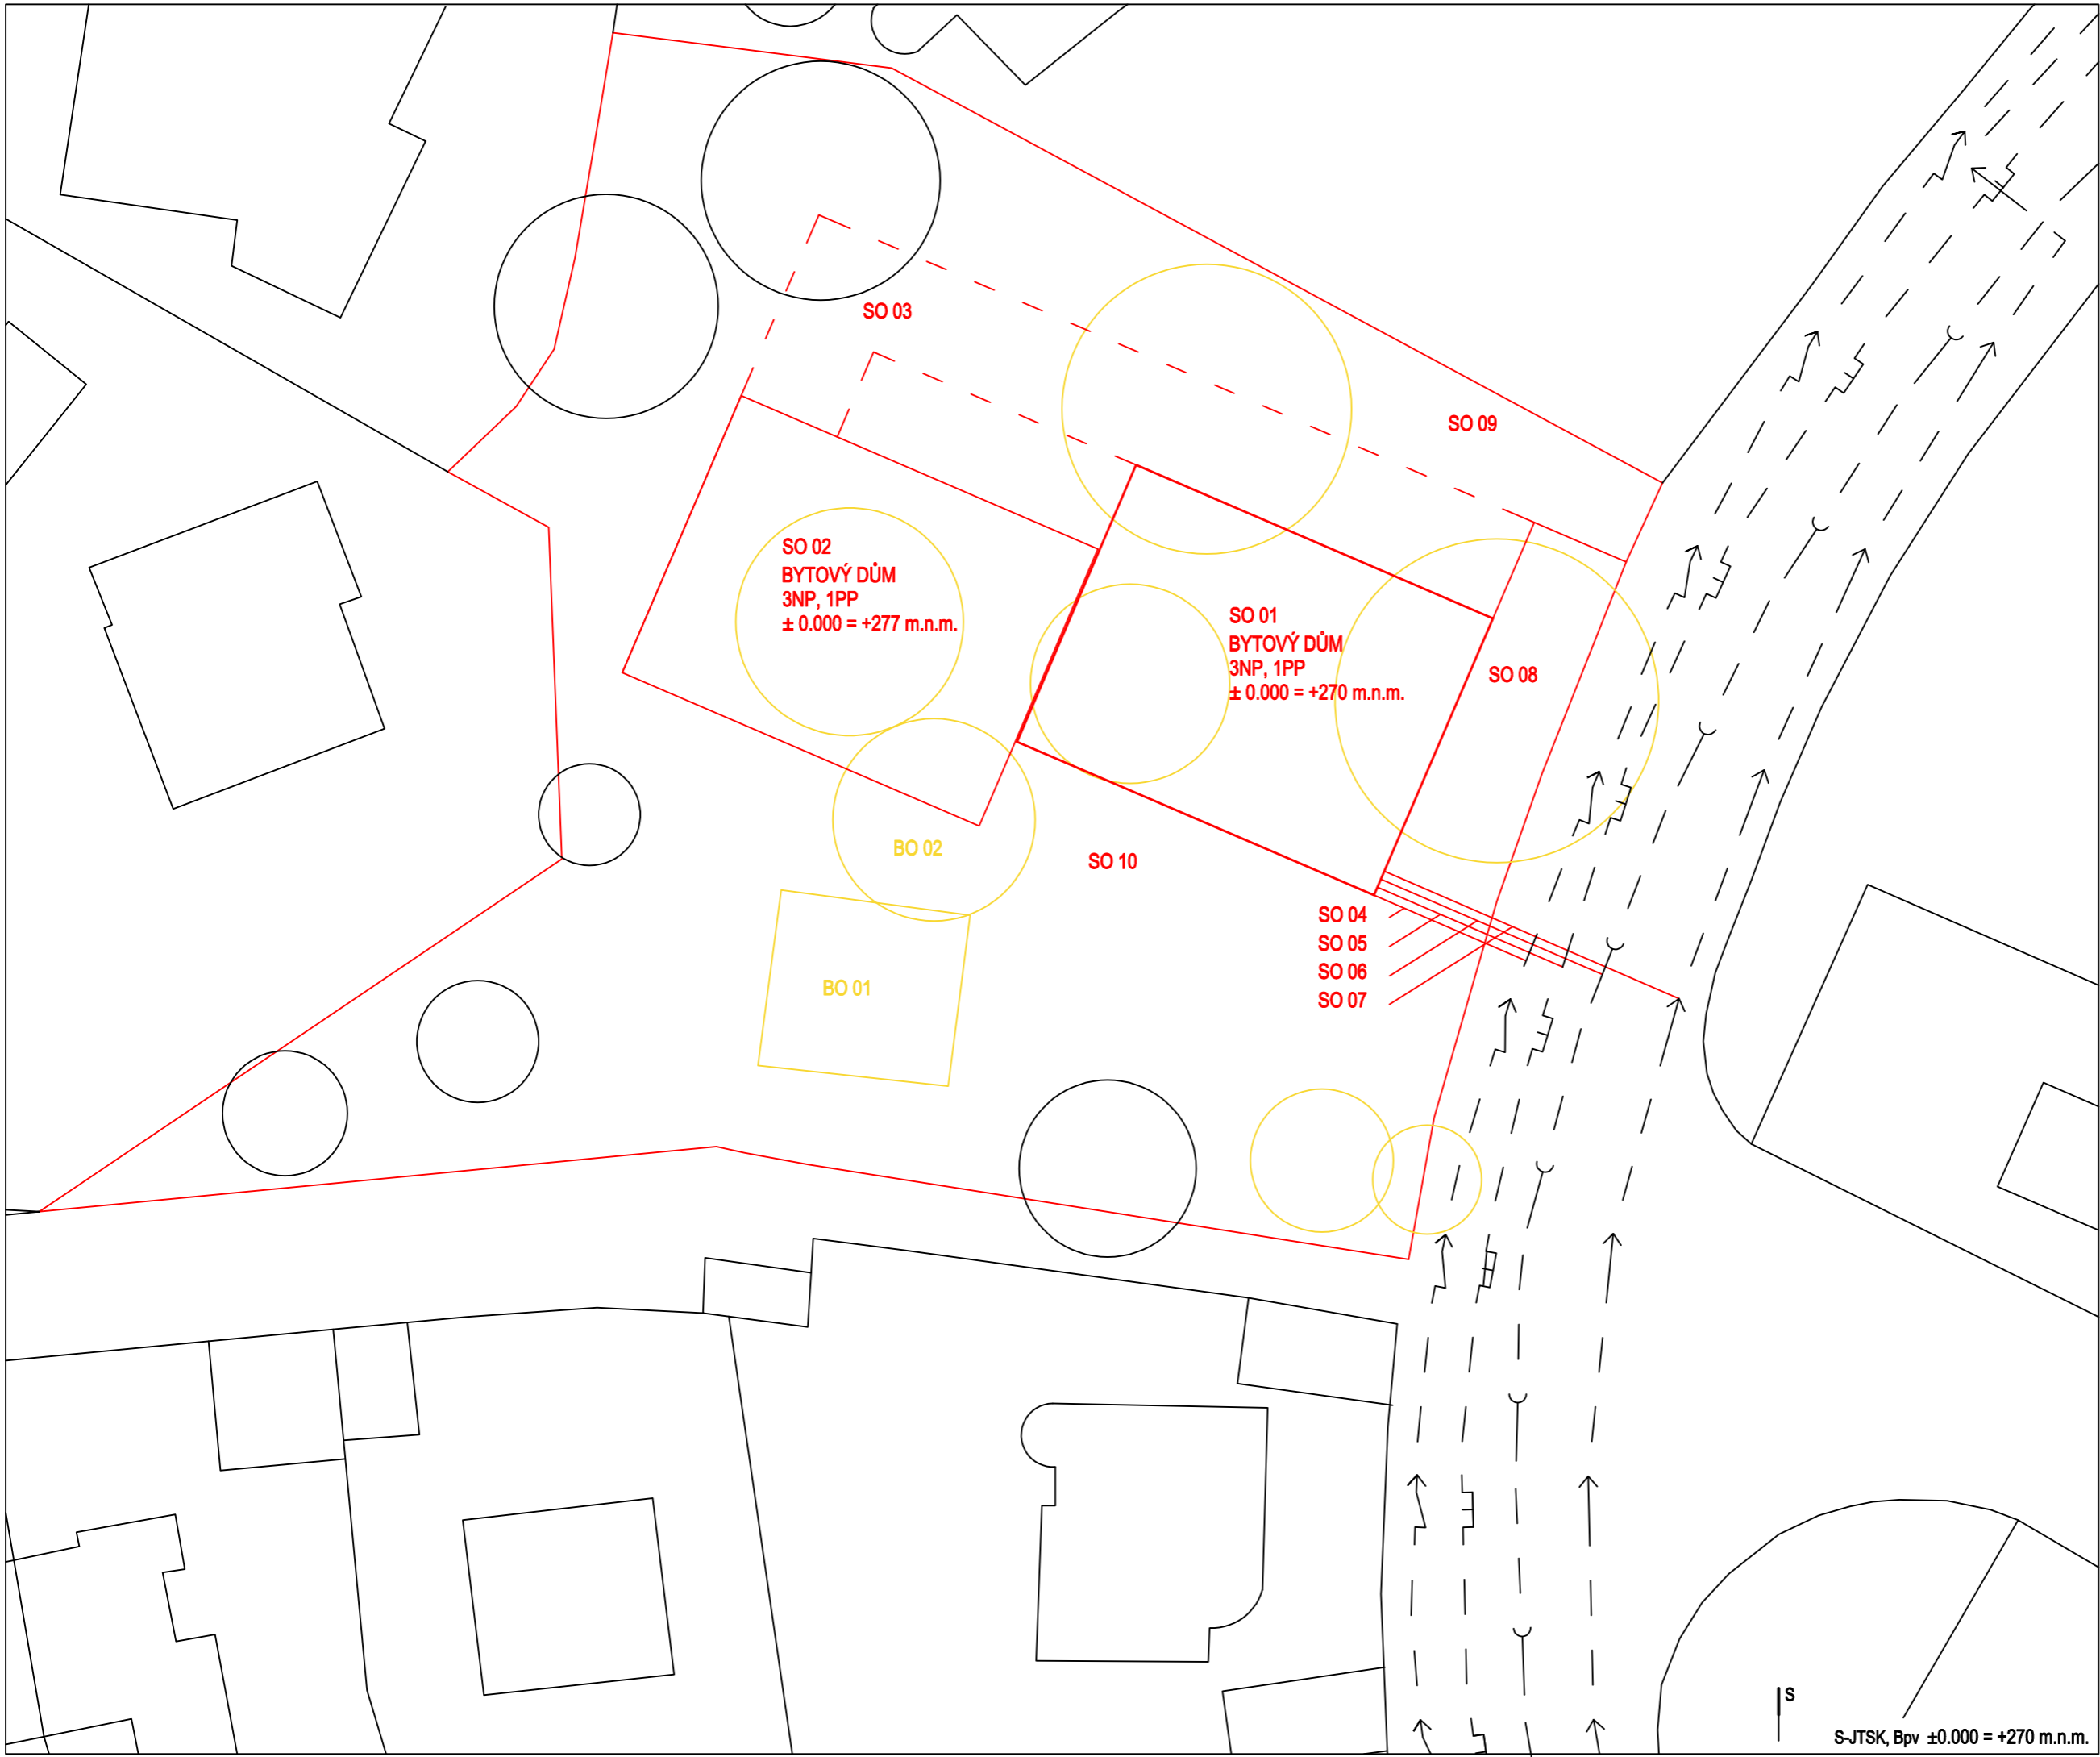 SO 03
SO 09
SO 02
BYTOVÝ DŮM
3NP, 1PP
± 0.000 = +277 m.n.m.
SO 01
BYTOVÝ DŮM
3NP, 1PP
± 0.000 = +270 m.n.m.
SO 08
BO 02
SO 10
SO 04
SO 05
SO 06
SO 07
BO 01
S
S-JTSK, Bpv ±0.000 = +270 m.n.m.